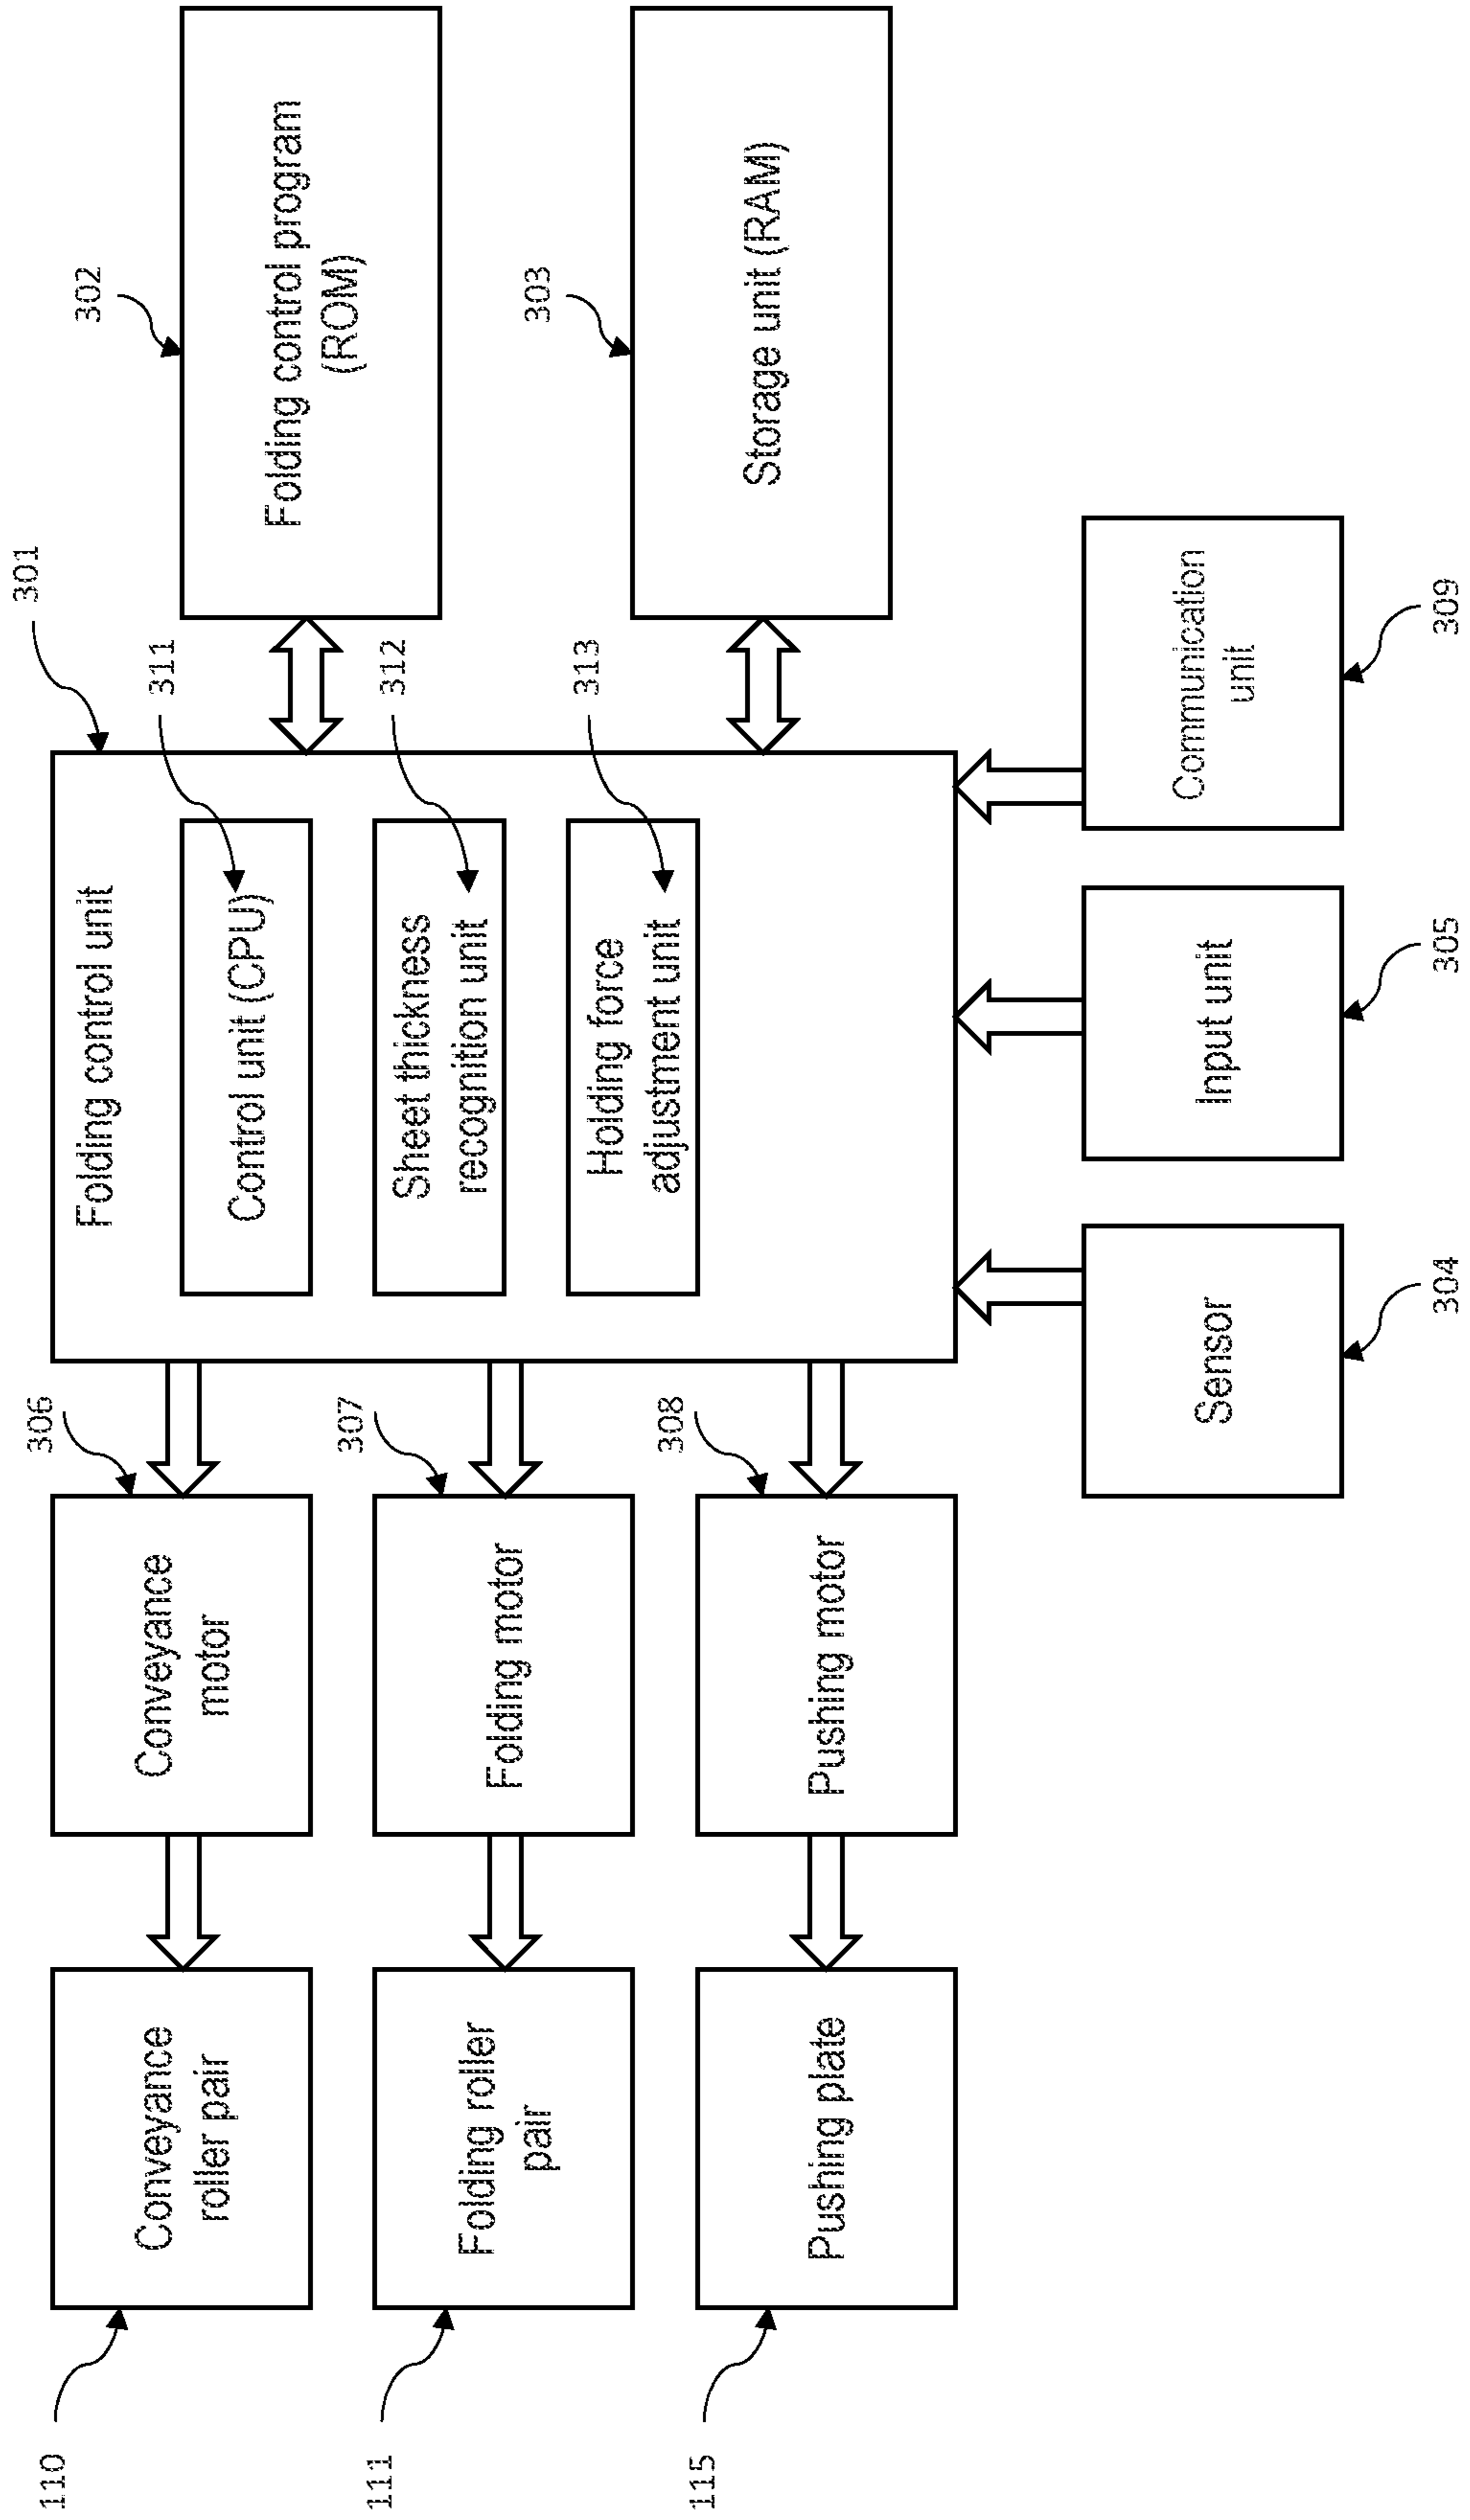 110
Conveyance
roller pair
306
Conveyance
motor
301
Folding control unit
311
Control unit (CPU)
302
Folding control program
(ROM)
111
Folding roller
pair
307
Folding motor
312
Sheet thickness
recognition unit
115
Pushing plate
308
Pushing motor
313
Holding force
adjustment unit
303
Storage unit (RAM)
Sensor
304
Input unit
305
Communication
unit
309